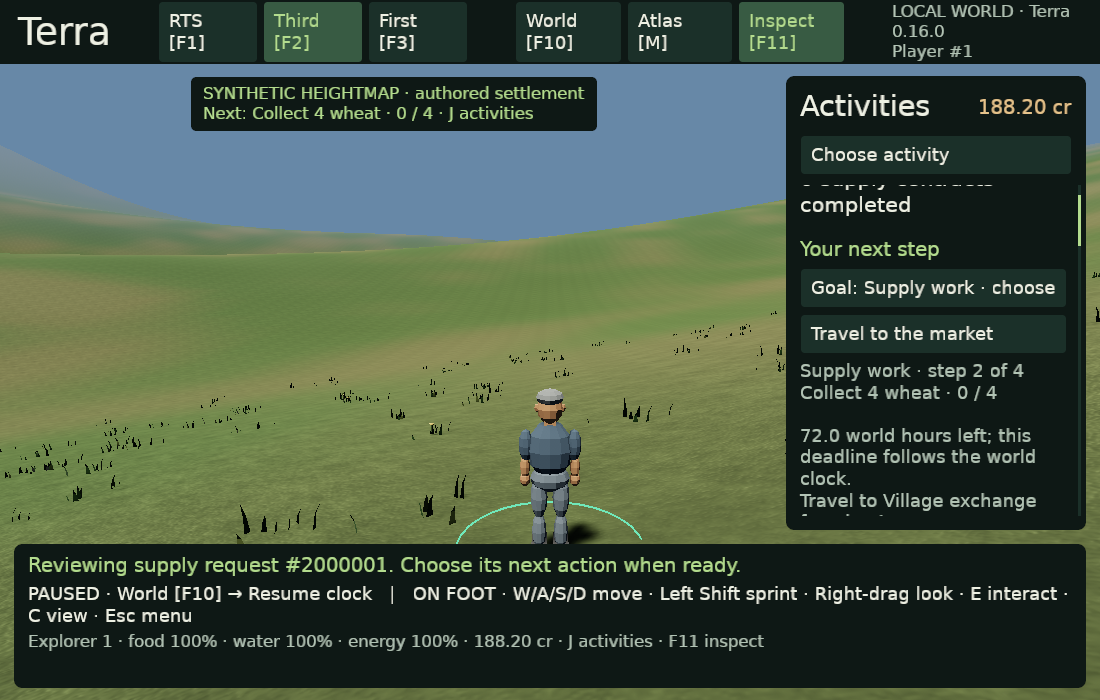 Terra
RTS
[F1]
Third
[F2]
First
[F3]
World
[F10]
Atlas
[M]
Inspect
[F11]
LOCAL WORLD · Terra
0.16.0
Player #1
SYNTHETIC HEIGHTMAP · authored settlement
Next: Collect 4 wheat · 0 / 4 · J activities
Activities
188.20 cr
Choose activity
completed
Your next step
Goal: Supply work · choose
Travel to the market
Supply work · step 2 of 4
Collect 4 wheat · 0 / 4
72.0 world hours left; this
deadline follows the world
clock.
Travel to Village exchange
Reviewing supply request #2000001. Choose its next action when ready.
PAUSED · World [F10] → Resume clock | ON FOOT · W/A/S/D move · Left Shift sprint · Right-drag look · E interact ·
C view · Esc menu
Explorer 1 · food 100% · water 100% · energy 100% · 188.20 cr · J activities · F11 inspect